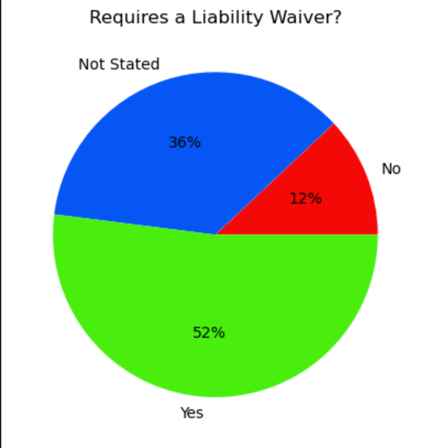 Requires a Liability Waiver?
Not Stated
36%
No
12%
52%
Yes